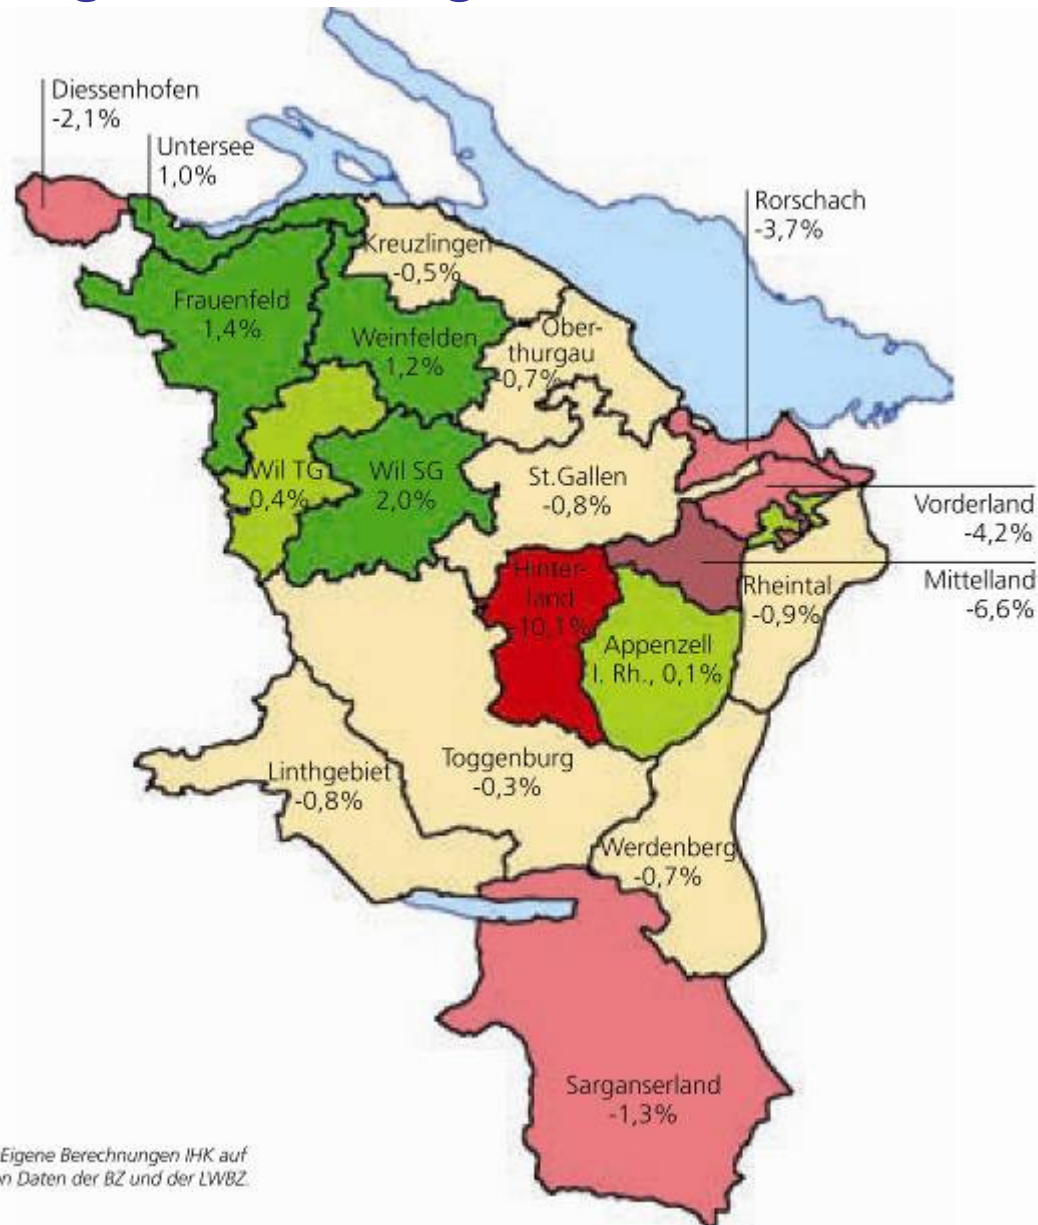 Diessenhofen
-2,1%
Untersee
1,0%
Rorschach
-3,7%
Kreuzlingen
-0,5%
Frauenfeld
1,4%
Weinfelden
1,2%
Ober-
thurgau
-0,7%
Wil TG
0,4%
Wil SG
2,0%
St.Gallen
-0,8%
Vorderland
-4,2%
Mittelland
-6,6%
Hinter-
land
-10,1%
Rheintal
-0,9%
Appenzell
I. Rh., 0,1%
Linthgebiet
-0,8%
Toggenburg
-0,3%
Werdenberg
-0,7%
Sarganserland
-1,3%
Eigene Berechnungen IHK auf
Daten der BZ und der LWBZ.